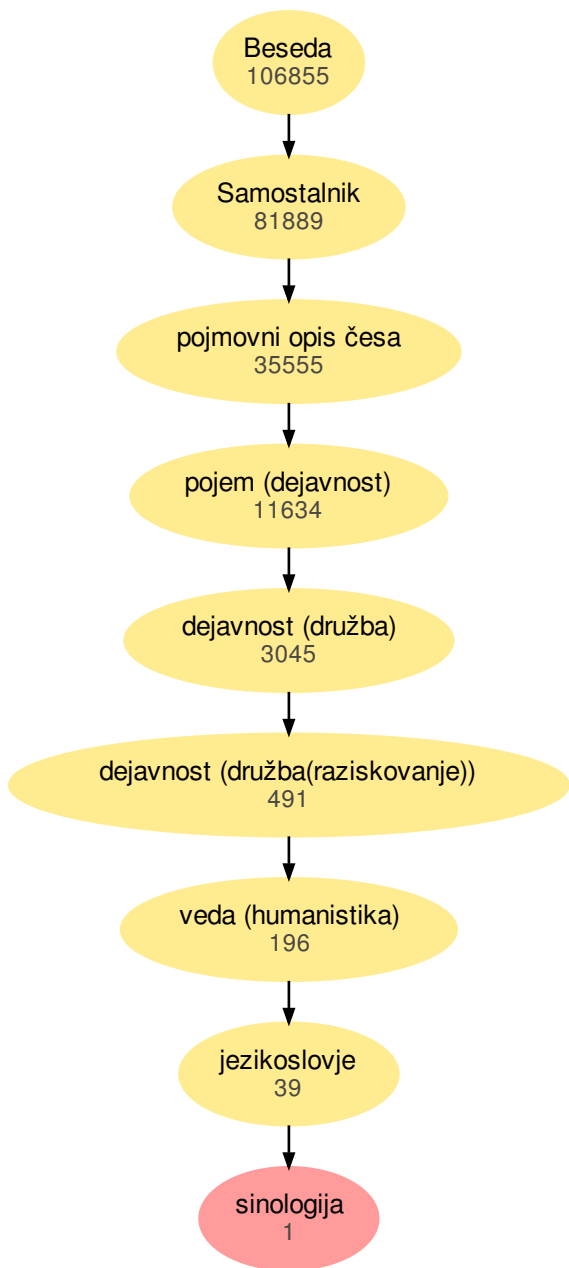 Beseda
106855
Samostalnik
81889
pojmovni opis česa
35555
pojem (dejavnost)
11634
dejavnost (družba)
3045
dejavnost (družba(raziskovanje))
491
veda (humanistika)
196
jezikoslovje
39
sinologija
1